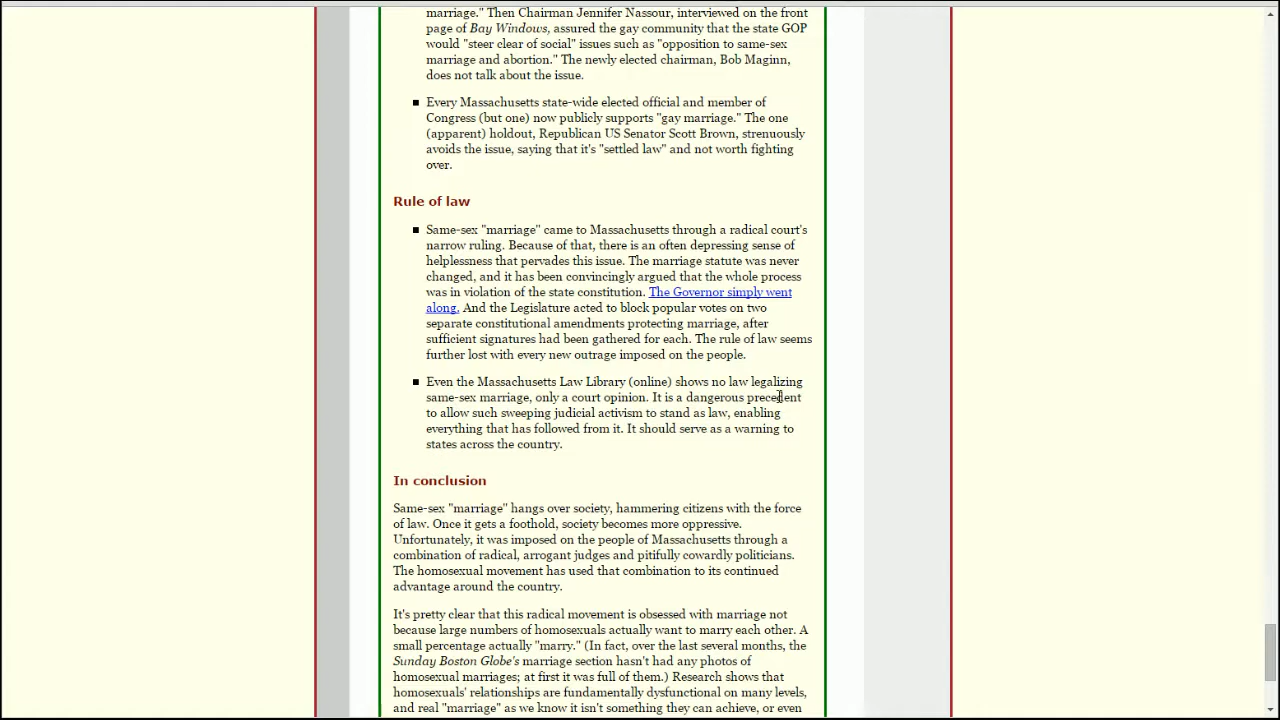 marriage." Then Chairman Jennifer Nassour, interviewed on the front
page of Bay Windows, assured the gay community that the state GOP
would "steer clear of social" issues such as "opposition to same-sex
marriage and abortion." The newly elected chairman, Bob Maginn,
does not talk about the issue.
Every Massachusetts state-wide elected official and member of
Congress (but one) now publicly supports "gay marriage." The one
(apparent) holdout, Republican US Senator Scott Brown, strenuously
avoids the issue, saying that it's "settled law" and not worth fighting
over.
Rule of law
Same-sex "marriage" came to Massachusetts through a radical court's
narrow ruling. Because of that, there is an often depressing sense of
helplessness that pervades this issue. The marriage statute was never
changed, and it has been convincingly argued that the whole process
was in violation of the state constitution. The Governor simply went
along. And the Legislature acted to block popular votes on two
separate constitutional amendments protecting marriage, after
sufficient signatures had been gathered for each. The rule of law seems
further lost with every new outrage imposed on the people.
Even the Massachusetts Law Library (online) shows no law legalizing
same-sex marriage, only a court opinion. It is a dangerous precedent
to allow such sweeping judicial activism to stand as law, enabling
everything that has followed from it. It should serve as a warning to
states across the country.
In conclusion
Same-sex "marriage" hangs over society, hammering citizens with the force
of law. Once it gets a foothold, society becomes more oppressive.
Unfortunately, it was imposed on the people of Massachusetts through a
combination of radical, arrogant judges and pitifully cowardly politicians.
The homosexual movement has used that combination to its continued
advantage around the country.
It's pretty clear that this radical movement is obsessed with marriage not
because large numbers of homosexuals actually want to marry each other. A
small percentage actually "marry." (In fact, over the last several months, the
Sunday Boston Globe's marriage section hasn't had any photos of
homosexual marriages; at first it was full of them.) Research shows that
homosexuals' relationships are fundamentally dysfunctional on many levels,
and real "marriage" as we know it isn't something they can achieve, or even